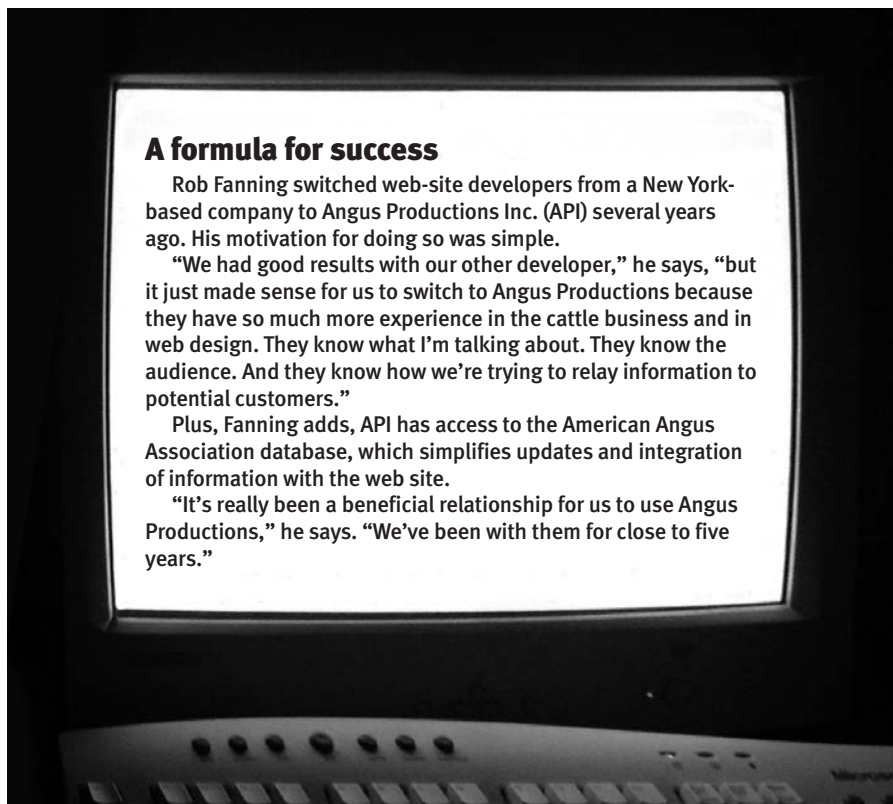 A formula for success
Rob Fanning switched web-site developers from a New York-
based company to Angus Productions Inc. (API) several years
ago. His motivation for doing so was simple.
“We had good results with our other developer,” he says, “but
it just made sense for us to switch to Angus Productions because
they have so much more experience in the cattle business and in
web design. They know what I’m talking about. They know the
audience. And they know how we’re trying to relay information to
potential customers.”
Plus, Fanning adds, API has access to the American Angus
Association database, which simplifies updates and integration
of information with the web site.
“It’s really been a beneficial relationship for us to use Angus
Productions,” he says. “We’ve been with them for close to five
years.”